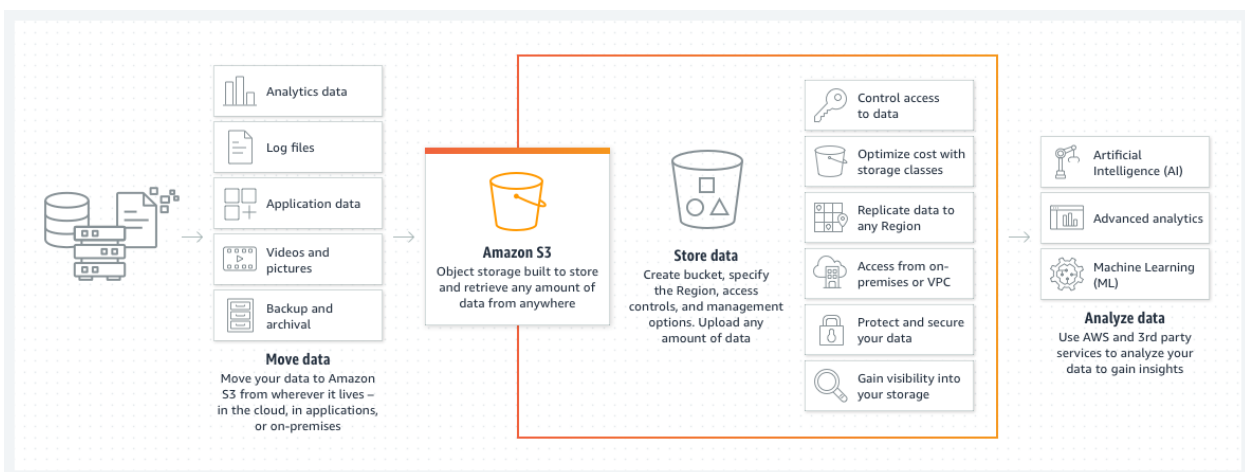 Analytics data
Log files
Application data
Videos and
pictures
Backup and
archival
Move data
Move your data to Amazon
S3 from wherever it lives –
in the cloud, in applications,
or on-premises
Amazon S3
Object storage built to store
and retrieve any amount of
data from anywhere
Store data
Create bucket, specify
the Region, access
controls, and management
options. Upload any
amount of data
Control access
to data
Optimize cost with
storage classes
Replicate data to
any Region
Access from on-
premises or VPC
Protect and secure
your data
Gain visibility into
your storage
Artificial
Intelligence (AI)
Advanced analytics
Machine Learning
(ML)
Analyze data
Use AWS and 3rd party
services to analyze your
data to gain insights